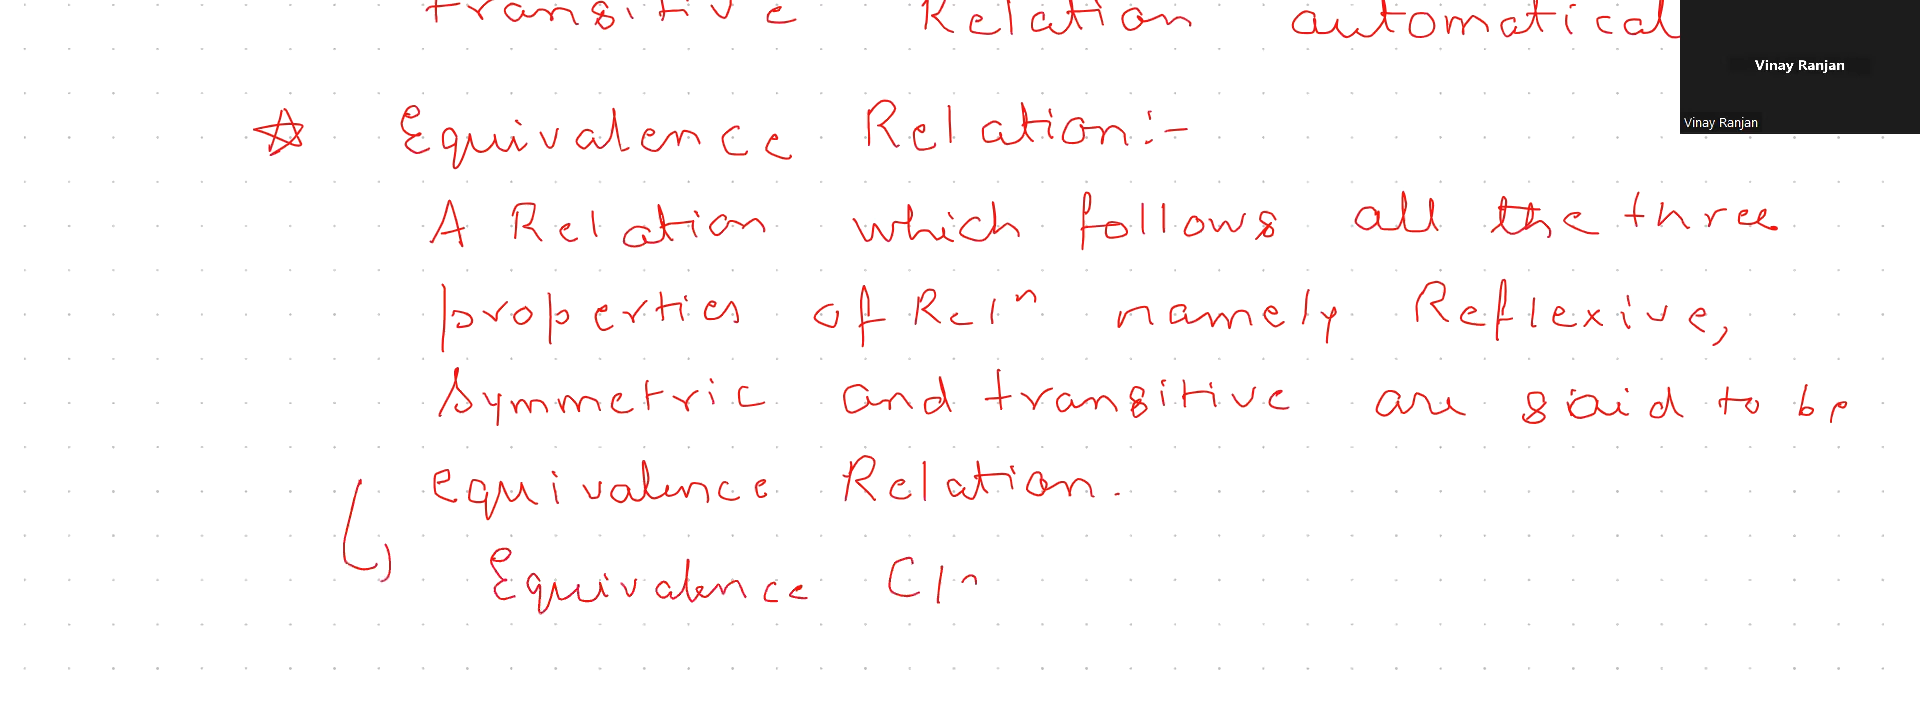 transitive Relation automatical
Vinay Ranjan
Vinay Ranjan
☆ Equivalence Relation:-
A Relation which follows all the three
properties of Relⁿ namely Reflexive,
Symmetric and transitive are said to be
equivalence Relation.
↳ Equivalence Cla